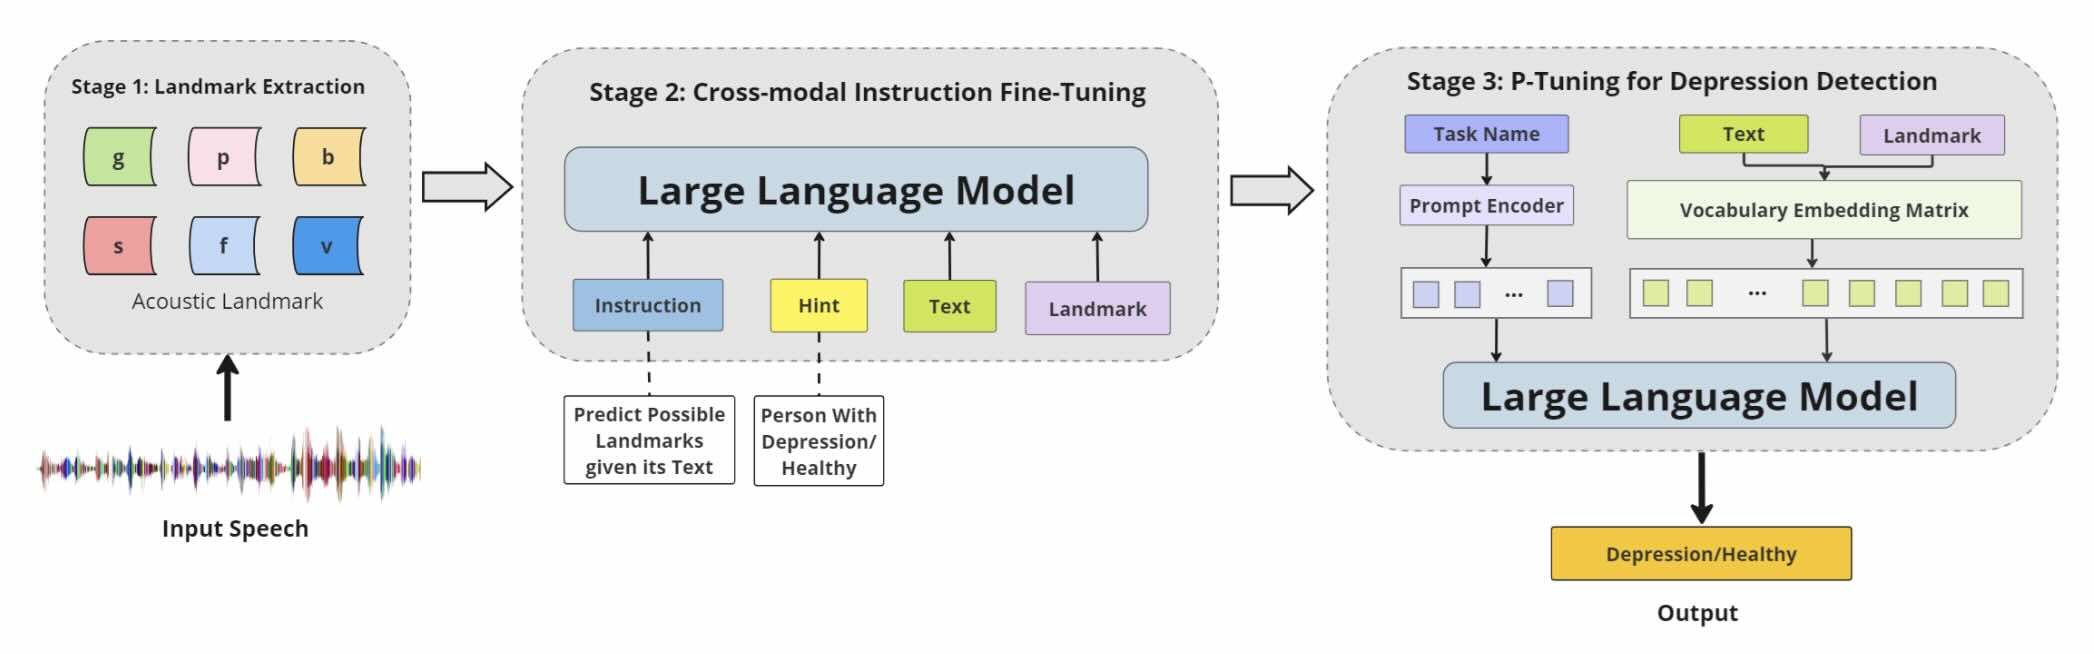 Stage 1: Landmark Extraction
g
p
b
s
f
v
Acoustic Landmark
Input Speech
Stage 2: Cross-modal Instruction Fine-Tuning
Large Language Model
Instruction
Hint
Text
Landmark
Predict Possible
Landmarks
given its Text
Person With
Depression/
Healthy
Stage 3: P-Tuning for Depression Detection
Task Name
Text
Landmark
Prompt Encoder
Vocabulary Embedding Matrix
...
...
Large Language Model
Depression/Healthy
Output